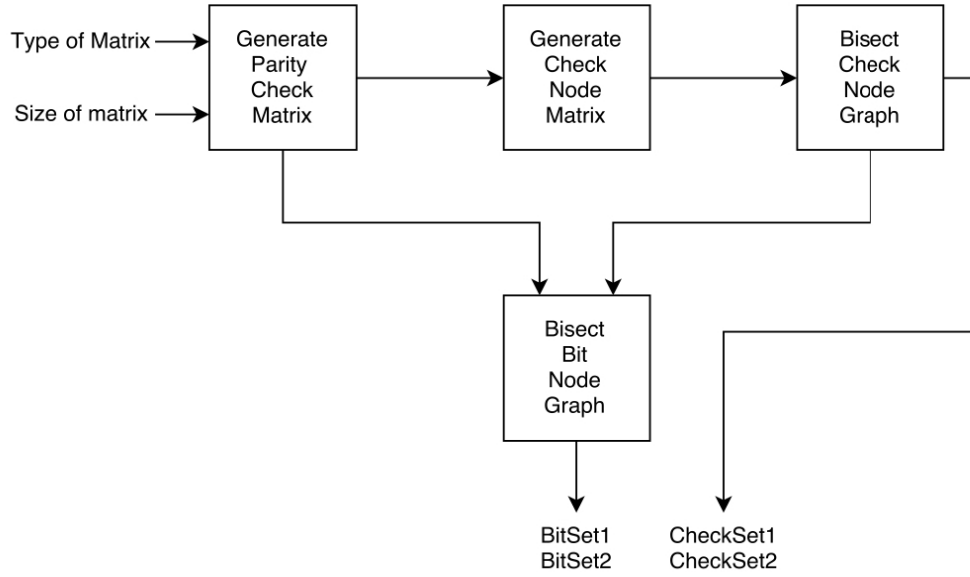 Type of Matrix
Size of matrix
Generate
Parity
Check
Matrix
Generate
Check
Node
Matrix
Bisect
Check
Node
Graph
Bisect
Bit
Node
Graph
BitSet1
BitSet2
CheckSet1
CheckSet2